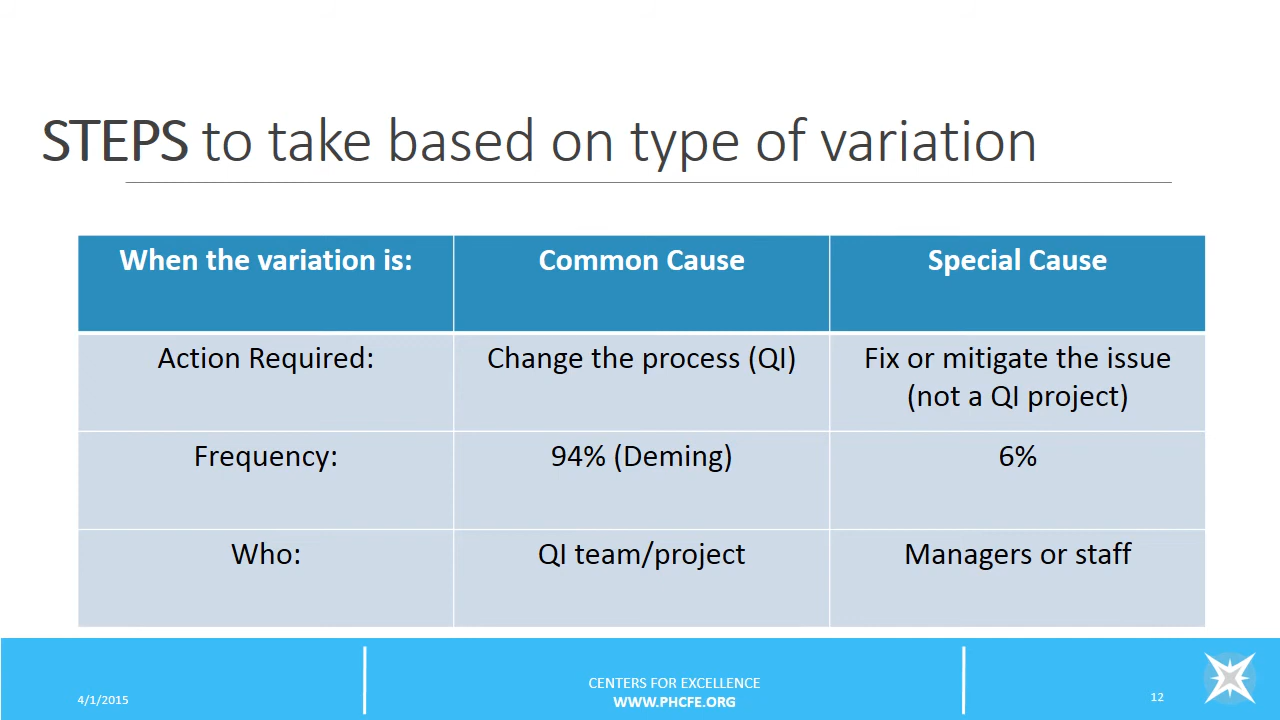 STEPS to take based on type of variation
When the variation is:
Common Cause
Special Cause
Action Required:
Change the process (QI)
Fix or mitigate the issue
(not a QI project)
Frequency:
94% (Deming)
6%
Who:
QI team/project
Managers or staff
4/1/2015
CENTERS FOR EXCELLENCE
WWW.PHCFE.ORG
12